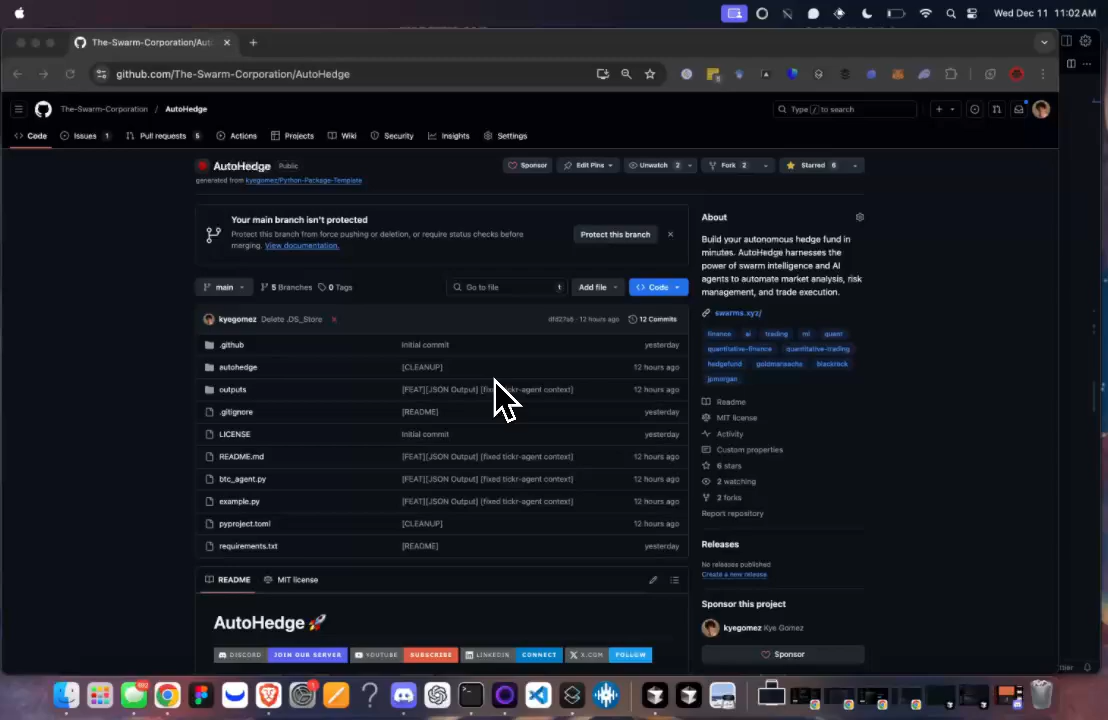 Wed Dec 11 11:02 AM
The-Swarm-Corporation/Aut
github.com/The-Swarm-Corporation/AutoHedge
The-Swarm-Corporation / AutoHedge
Type / to search
Code Issues 1 Pull requests 5 Actions Projects Wiki Security Insights Settings
AutoHedge Public
Sponsor Edit Pins Unwatch 2 Fork 2 Starred 6
generated from kyegomez/Python-Package-Template
Your main branch isn't protected
Protect this branch from force pushing or deletion, or require status checks before
merging. View documentation.
Protect this branch
main 5 Branches 0 Tags Go to file t Add file Code
kyegomez Delete .DS_Store 12 hours ago 12 Commits
.github Initial commit yesterday
autohedge [CLEANUP] 12 hours ago
outputs [FEAT][JSON Output] [fixed tickr-agent context] 12 hours ago
.gitignore [README] yesterday
LICENSE Initial commit yesterday
README.md [FEAT][JSON Output] [fixed tickr-agent context] 12 hours ago
btc_agent.py [FEAT][JSON Output] [fixed tickr-agent context] 12 hours ago
example.py [FEAT][JSON Output] [fixed tickr-agent context] 12 hours ago
pyproject.toml [CLEANUP] 12 hours ago
requirements.txt [README] yesterday
README MIT license
AutoHedge 🚀
DISCORD JOIN OUR SERVER YOUTUBE SUBSCRIBE LINKEDIN CONNECT X.COM FOLLOW
About
Build your autonomous hedge fund in
minutes. AutoHedge harnesses the
power of swarm intelligence and AI
agents to automate market analysis, risk
management, and trade execution.
swarms.xyz/
finance ai trading ml quant
quantitative-finance quantitative-trading
hedgefund goldmansachs blackrock
jpmorgan
Readme
MIT license
Activity
Custom properties
6 stars
2 watching
2 forks
Report repository
Releases
No releases published
Create a new release
Sponsor this project
kyegomez Kye Gomez
Sponsor